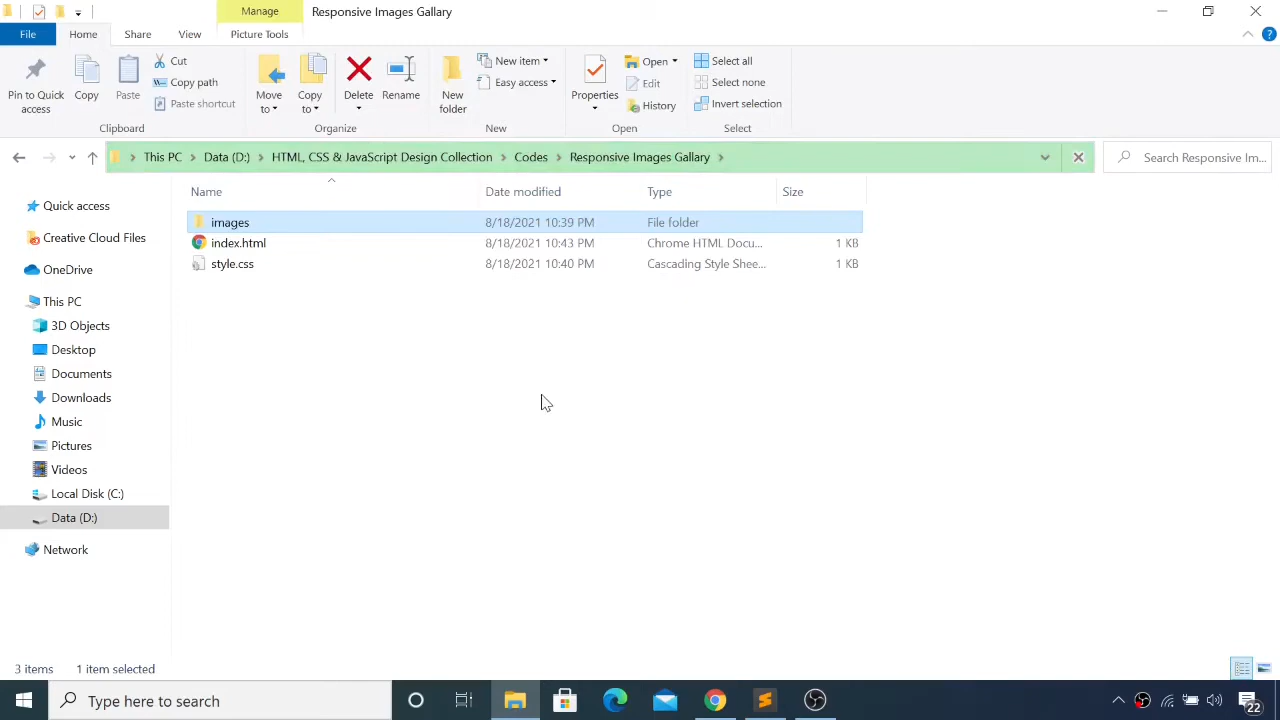 Manage
Responsive Images Gallary
File
Home
Share
View
Picture Tools
Pin to Quick access
Copy
Paste
Cut
Copy path
Paste shortcut
Clipboard
Move to
Copy to
Delete
Rename
Organize
New folder
New item
Easy access
New
Properties
Open
Edit
History
Open
Select all
Select none
Invert selection
Select
This PC
Data (D:)
HTML, CSS & JavaScript Design Collection
Codes
Responsive Images Gallary
Search Responsive Im...
Name
Date modified
Type
Size
images
8/18/2021 10:39 PM
File folder
index.html
8/18/2021 10:43 PM
Chrome HTML Docu...
1 KB
style.css
8/18/2021 10:40 PM
Cascading Style Shee...
1 KB
Quick access
Creative Cloud Files
OneDrive
This PC
3D Objects
Desktop
Documents
Downloads
Music
Pictures
Videos
Local Disk (C:)
Data (D:)
Network
3 items
1 item selected
Type here to search
22